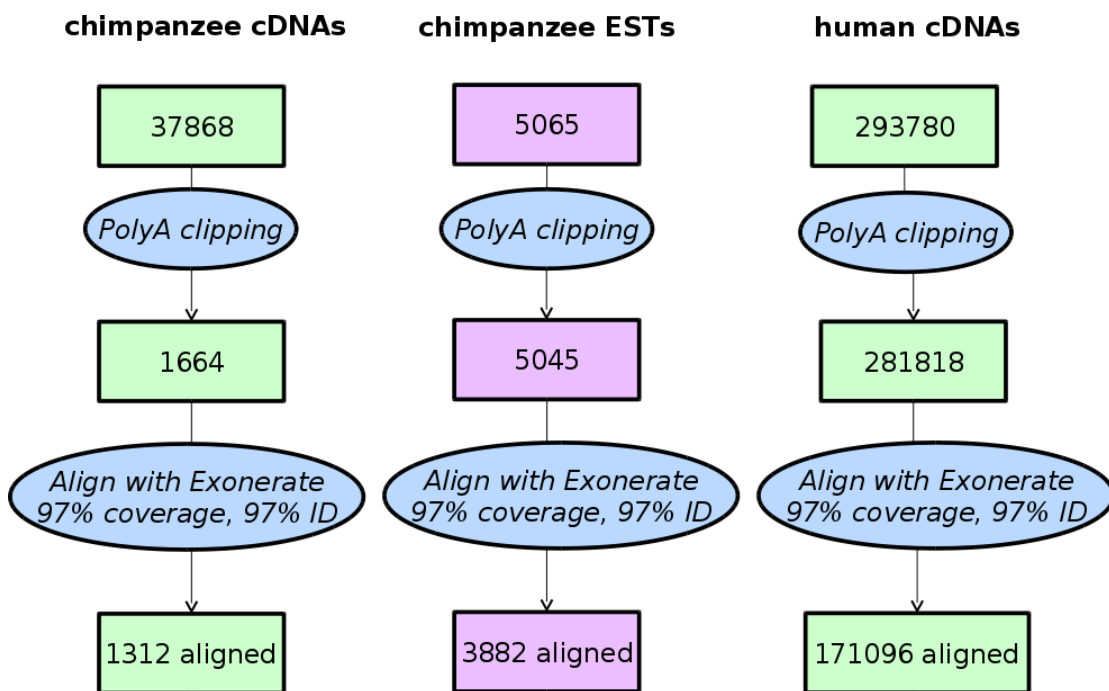 chimpanzee cDNAs
chimpanzee ESTs
human cDNAs
37868
5065
293780
PolyA clipping
PolyA clipping
PolyA clipping
1664
5045
281818
Align with Exonerate
97% coverage, 97% ID
Align with Exonerate
97% coverage, 97% ID
Align with Exonerate
97% coverage, 97% ID
1312 aligned
3882 aligned
171096 aligned